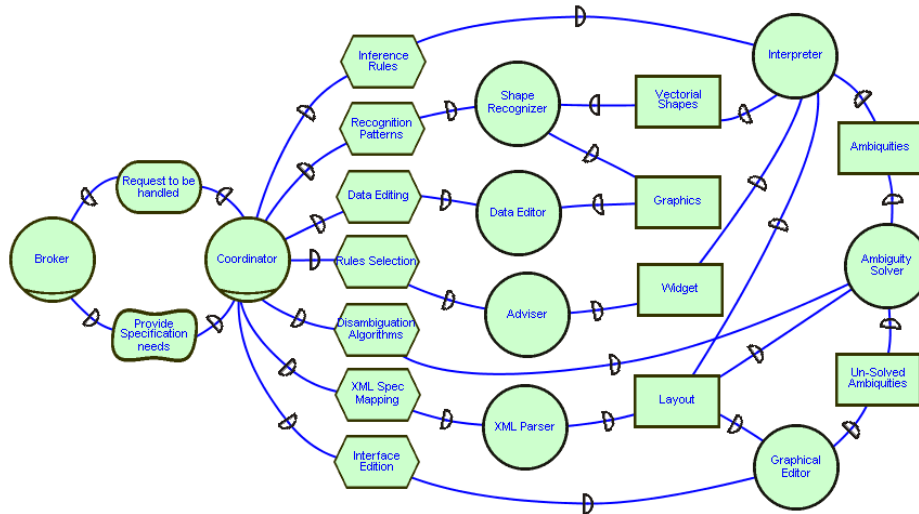 Inference
Rules
Interpreter
Shape
Recognizer
Vectorial
Shapes
Recognition
Patterns
Ambiquities
Request to be
handled
Data Editing
Data Editor
Graphics
Broker
Coordinator
Rules Selection
Ambiguity
Solver
Widget
Adviser
Provide
Specification
needs
Disambiguation
Algorithms
Un-Solved
Ambiquities
XML Spec
Mapping
Layout
XML Parser
Interface
Edition
Graphical
Editor